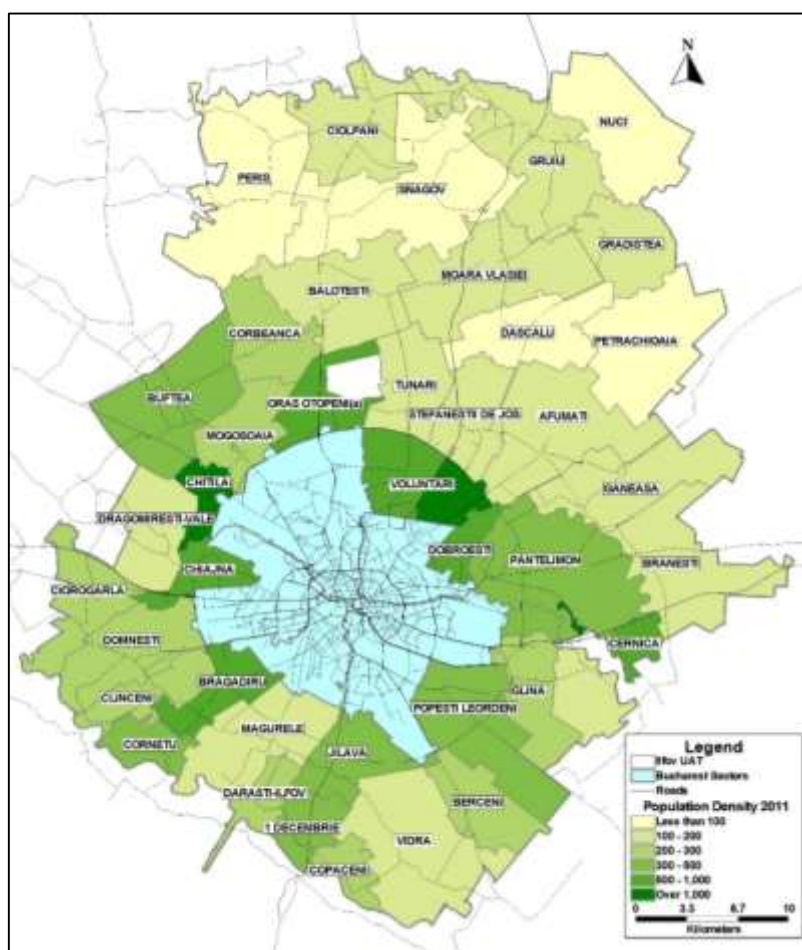 N
NUCI
CIOLPANI
GRUIU
PERIS
SNAGOV
GRADISTEA
MOARA VLASIEI
BALOTESTI
CORBEANCA
DASCALU
PETRACHIOAIA
TUNARI
BUFTEA
ORAS OTOPENI(a)
STEFANESTII DE JOS
AFUMATI
MOGOSOAIA
CHITILA
VOLUNTARI
GANEASA
DRAGOMIRESTI-VALE
DOBROESTI
PANTELIMON
BRANESTI
CHIAJNA
CIOROGARLA
DOMNESTI
CERNICA
BRAGADIRU
GLINA
CLINCENI
POPESTI LEORDENI
MAGURELE
CORNETU
JILAVA
DARASTI-ILFOV
BERCENI
1 DECEMBRIE
VIDRA
COPACENI
Legend
Ilfov UAT
Bucharest Sectors
Roads
Population Density 2011
Less than 100
100 - 200
200 - 300
300 - 500
500 - 1,000
Over 1,000
0 3.5 6.7 10
Kilometers